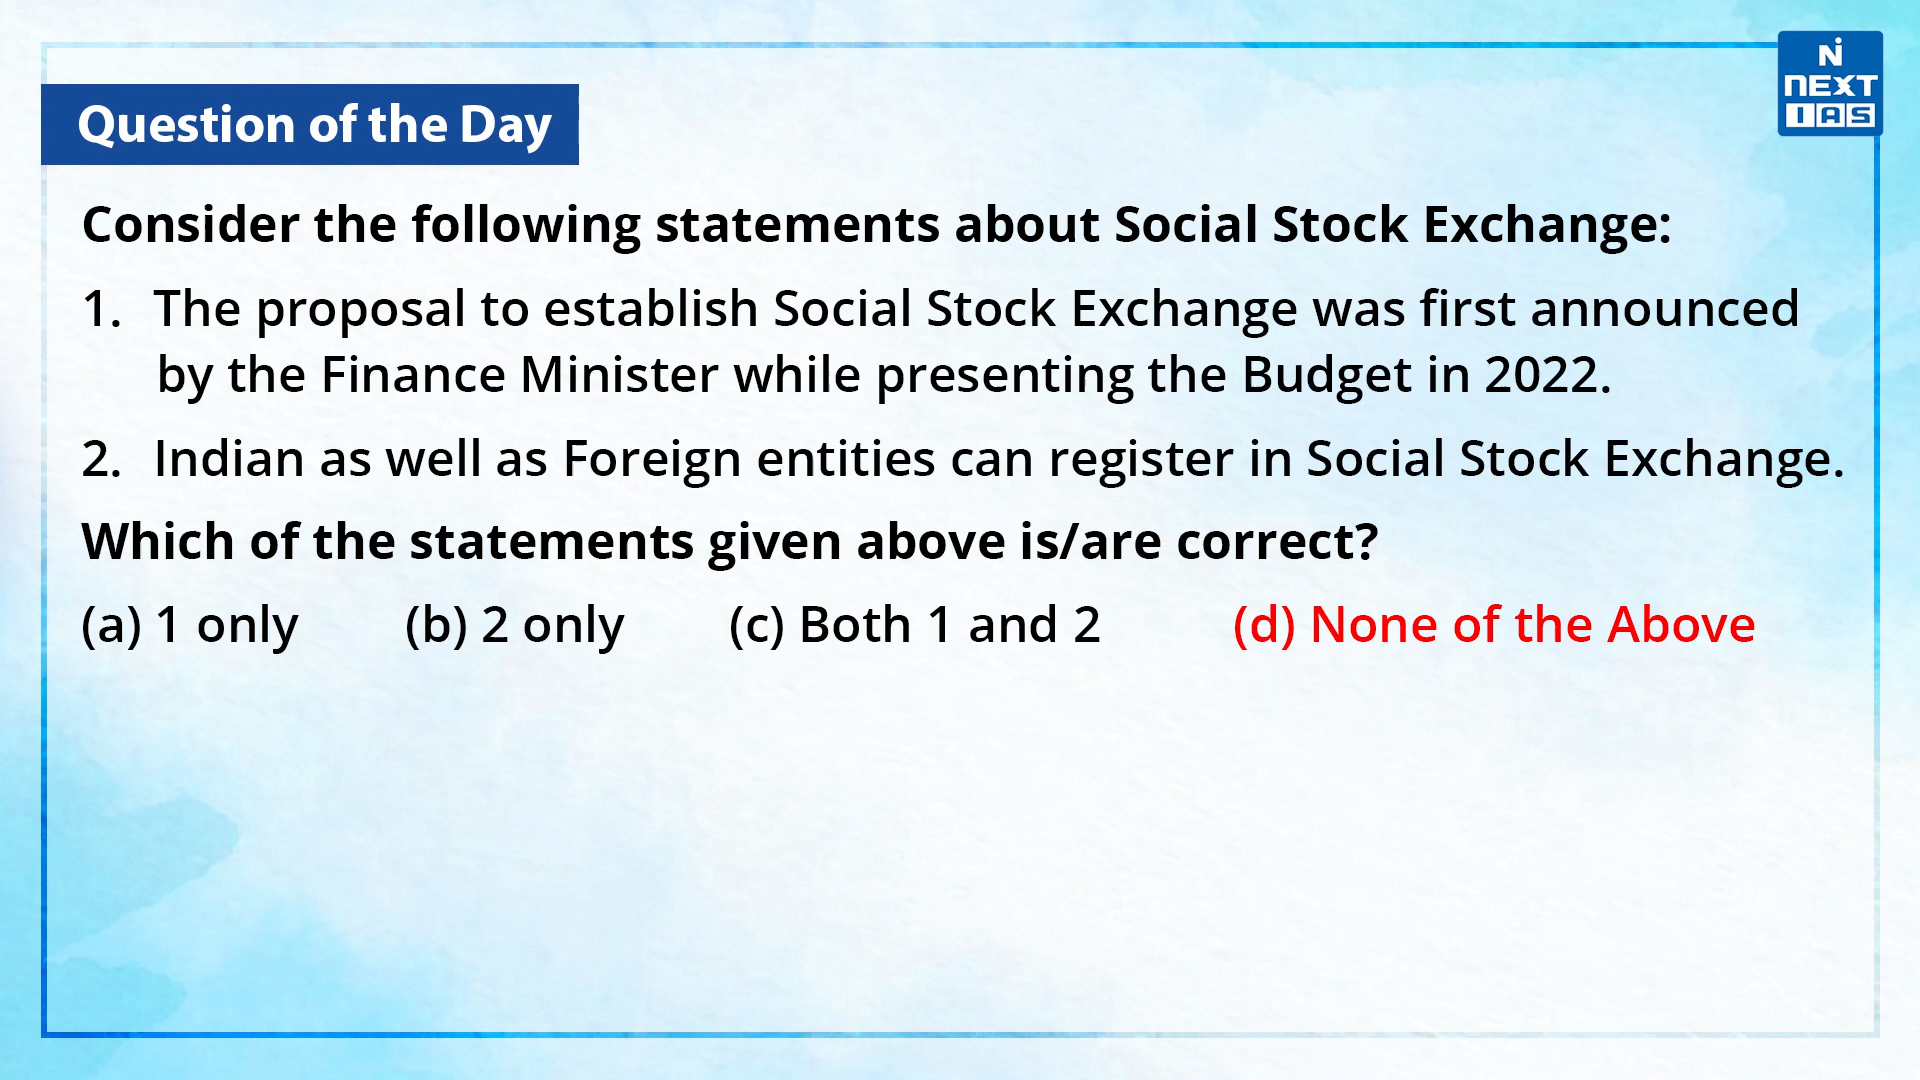 N
NEXT
IAS
Question of the Day
Consider the following statements about Social Stock Exchange:
1. The proposal to establish Social Stock Exchange was first announced
by the Finance Minister while presenting the Budget in 2022.
2. Indian as well as Foreign entities can register in Social Stock Exchange.
Which of the statements given above is/are correct?
(a) 1 only (b) 2 only (c) Both 1 and 2 (d) None of the Above